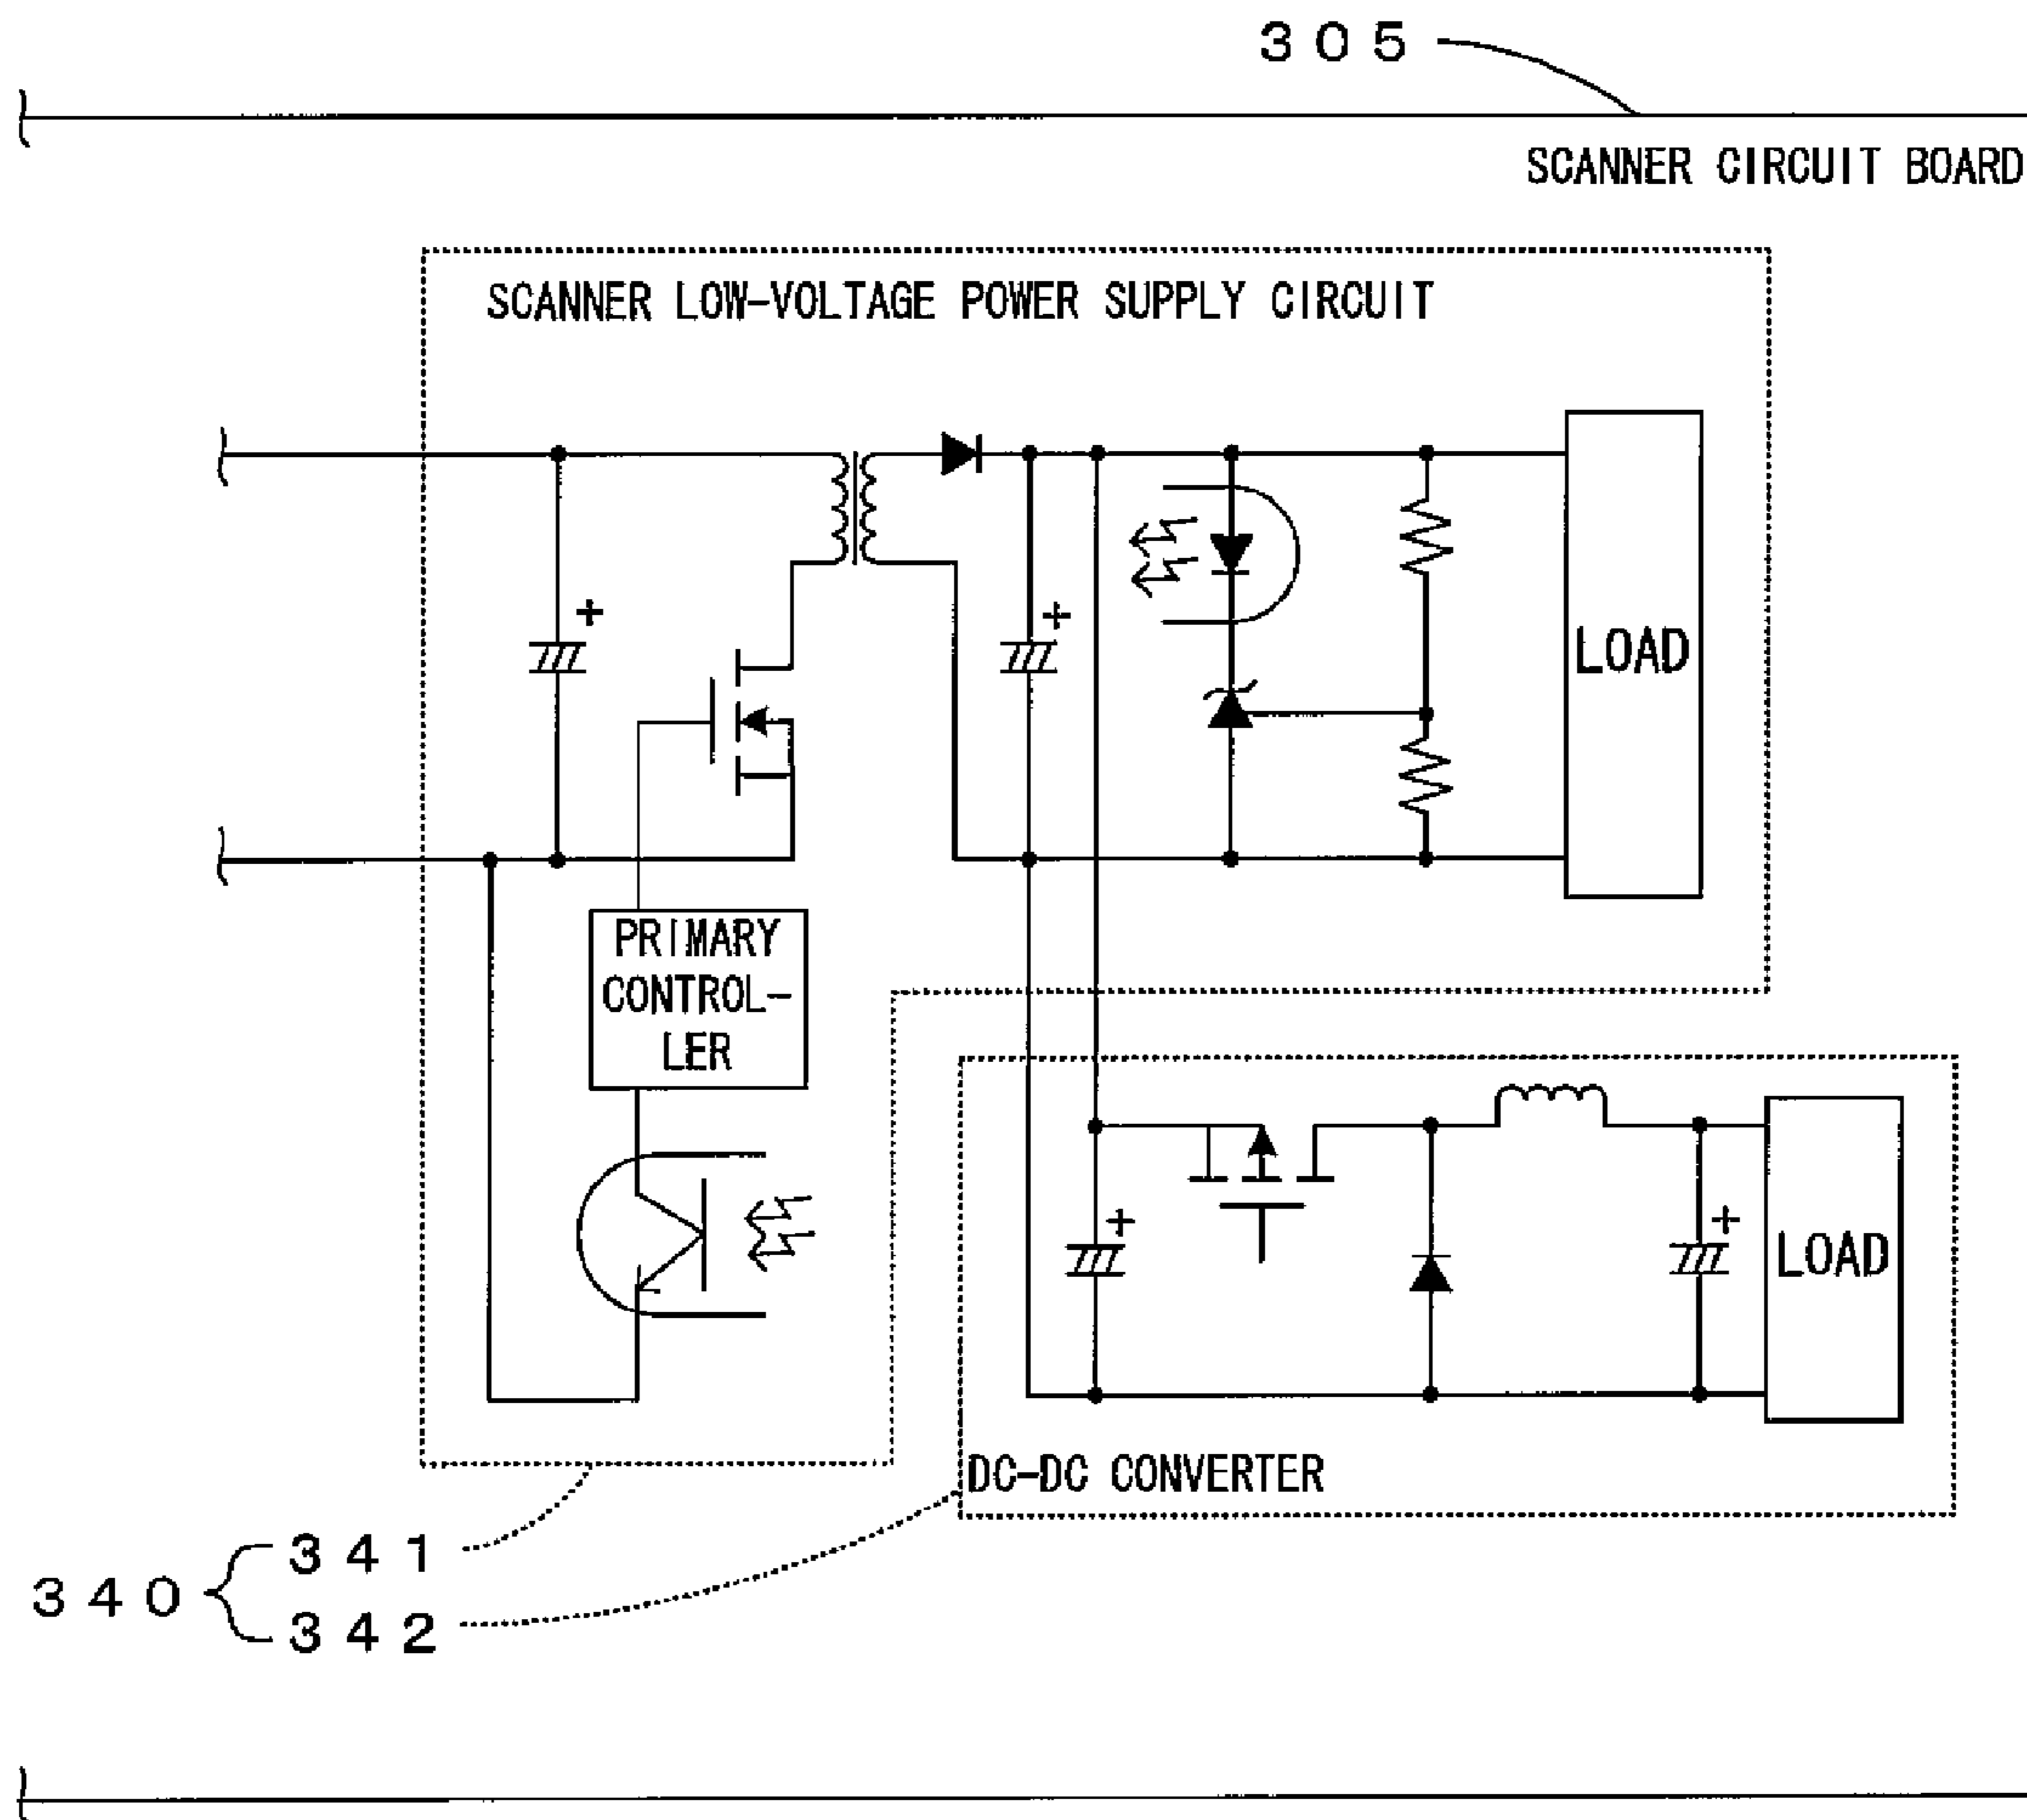 305
SCANNER CIRCUIT BOARD
SCANNER LOW-VOLTAGE POWER SUPPLY CIRCUIT
+
+
LOAD
PRIMARY
CONTROL-
LER
+
+
LOAD
DC-DC CONVERTER
341
340
342